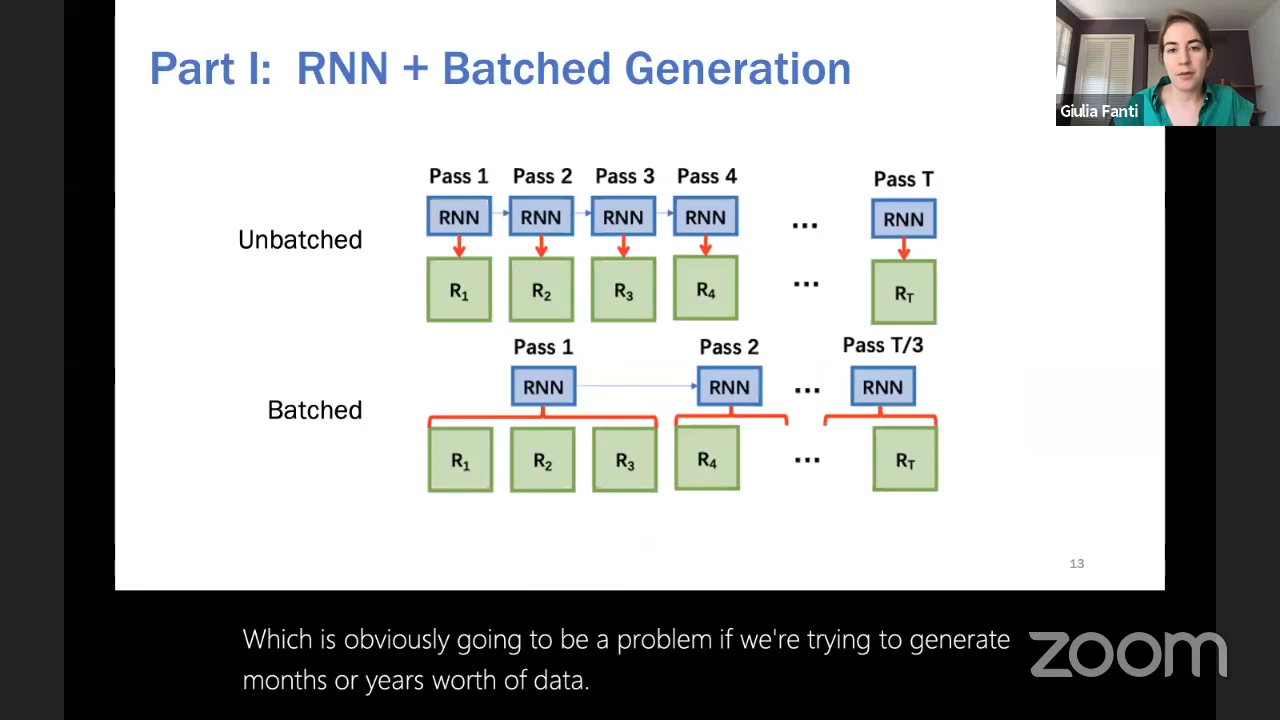 Part I: RNN + Batched Generation
Giulia Fanti
Pass 1 Pass 2 Pass 3 Pass 4 Pass T
RNN RNN RNN RNN ... RNN
Unbatched
R1 R2 R3 R4 ... RT
Pass 1 Pass 2 Pass T/3
RNN RNN ... RNN
Batched
R1 R2 R3 R4 ... RT
13
Which is obviously going to be a problem if we're trying to generate
months or years worth of data.
zoom